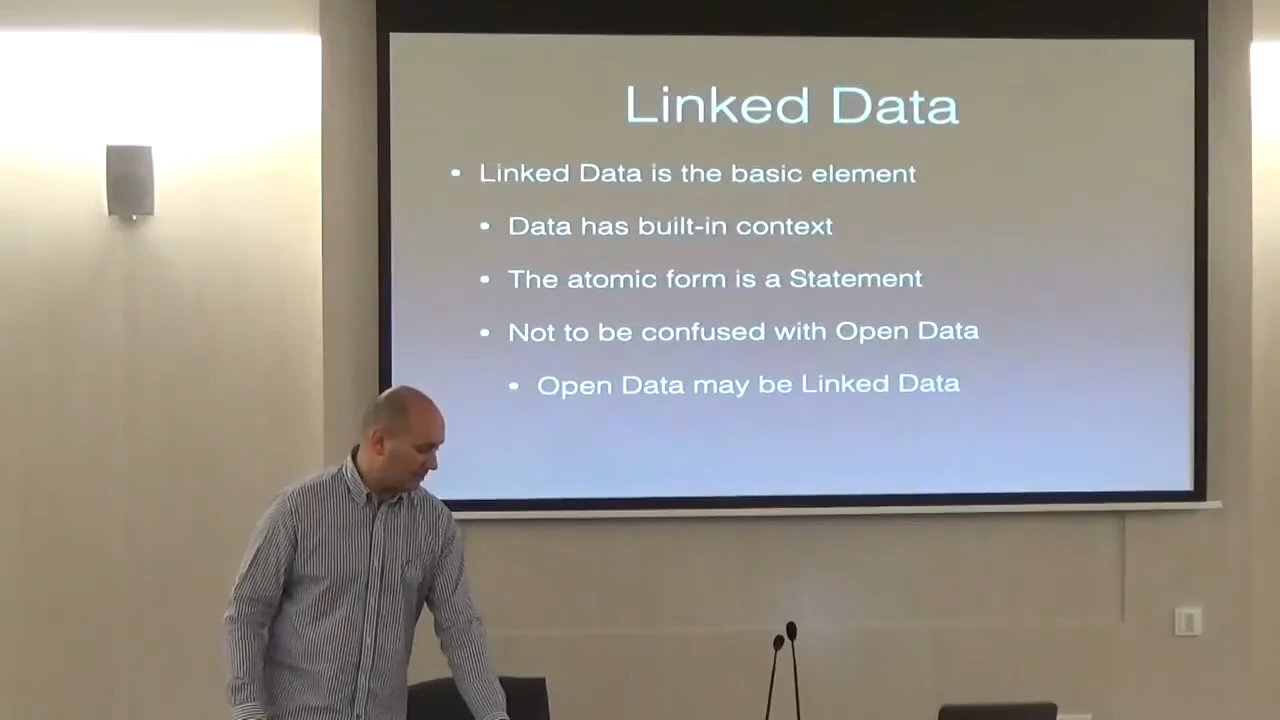 Linked Data
• Linked Data is the basic element
• Data has built-in context
• The atomic form is a Statement
• Not to be confused with Open Data
• Open Data may be Linked Data